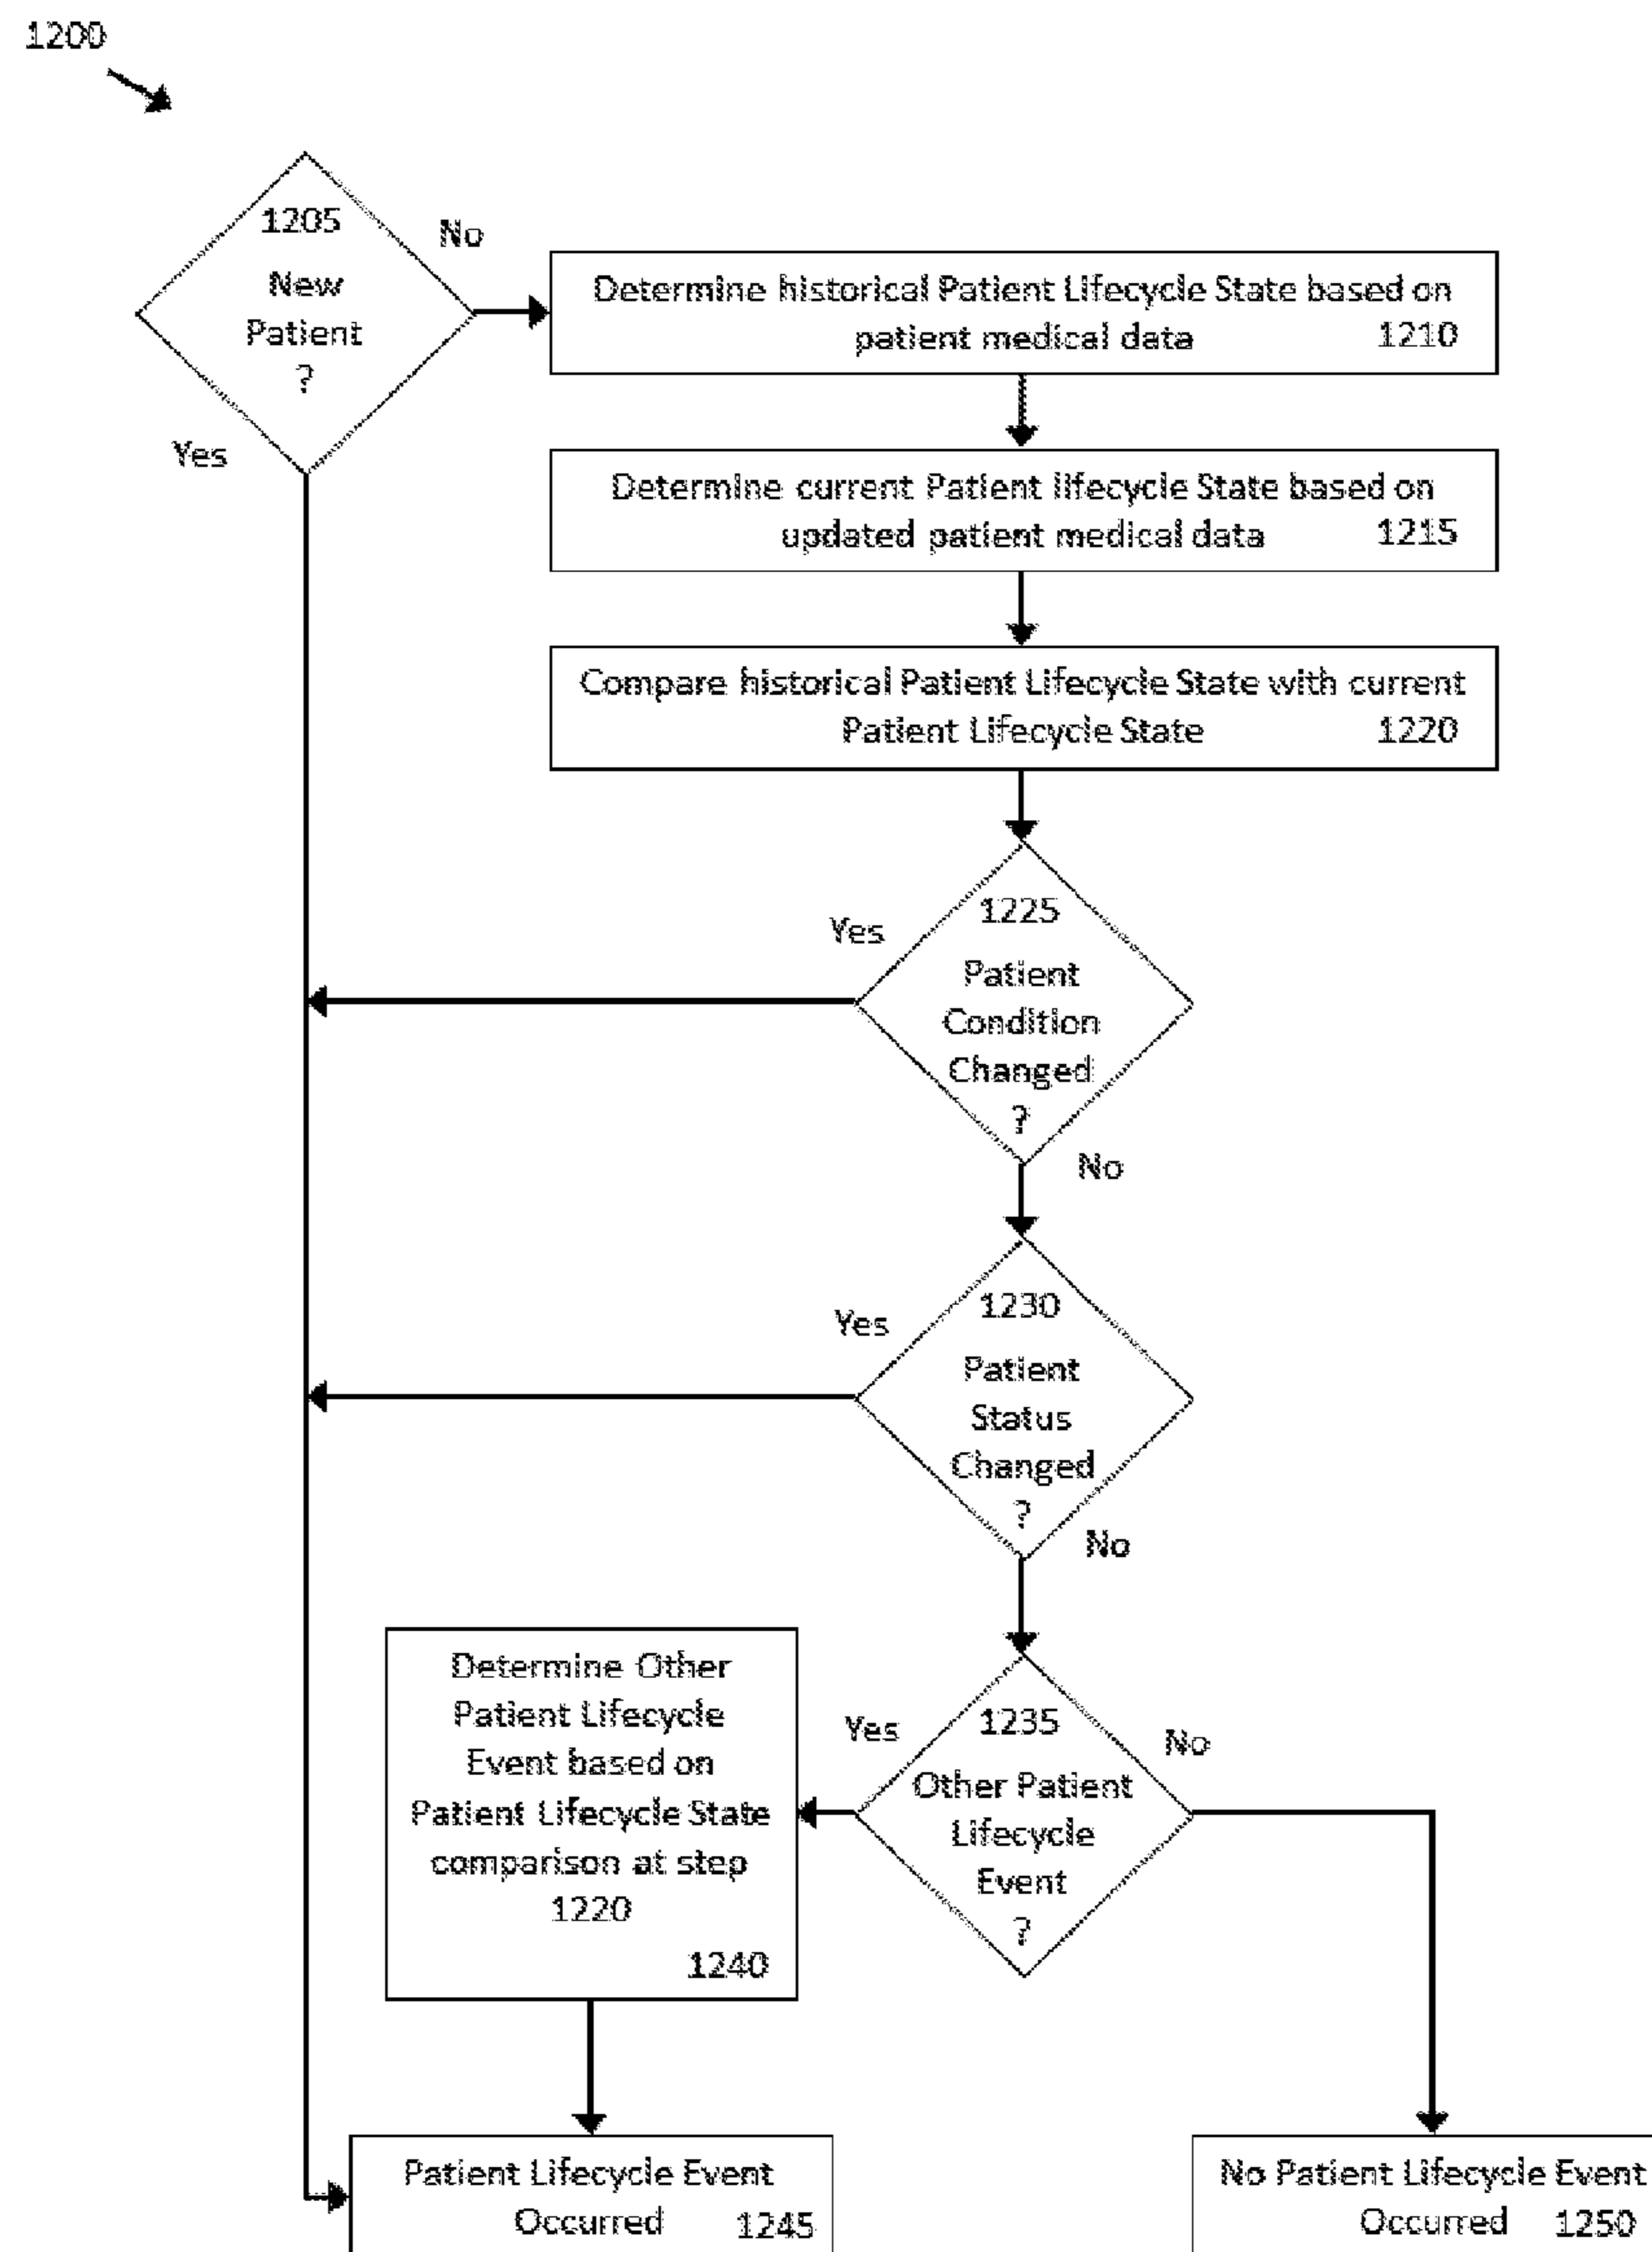 1200
1205
New
Patient
?
No
Yes
Determine historical Patient Lifecycle State based on
patient medical data 1210
Determine current Patient lifecycle State based on
updated patient medical data 1215
Compare historical Patient Lifecycle State with current
Patient Lifecycle State 1220
Yes
1225
Patient
Condition
Changed
?
No
Yes
1230
Patient
Status
Changed
?
No
Determine Other
Patient Lifecycle
Event based on
Patient Lifecycle State
comparison at step
1220
1240
Yes
1235
Other Patient
Lifecycle
Event
?
No
Patient Lifecycle Event
Occurred 1245
No Patient Lifecycle Event
Occurred 1250